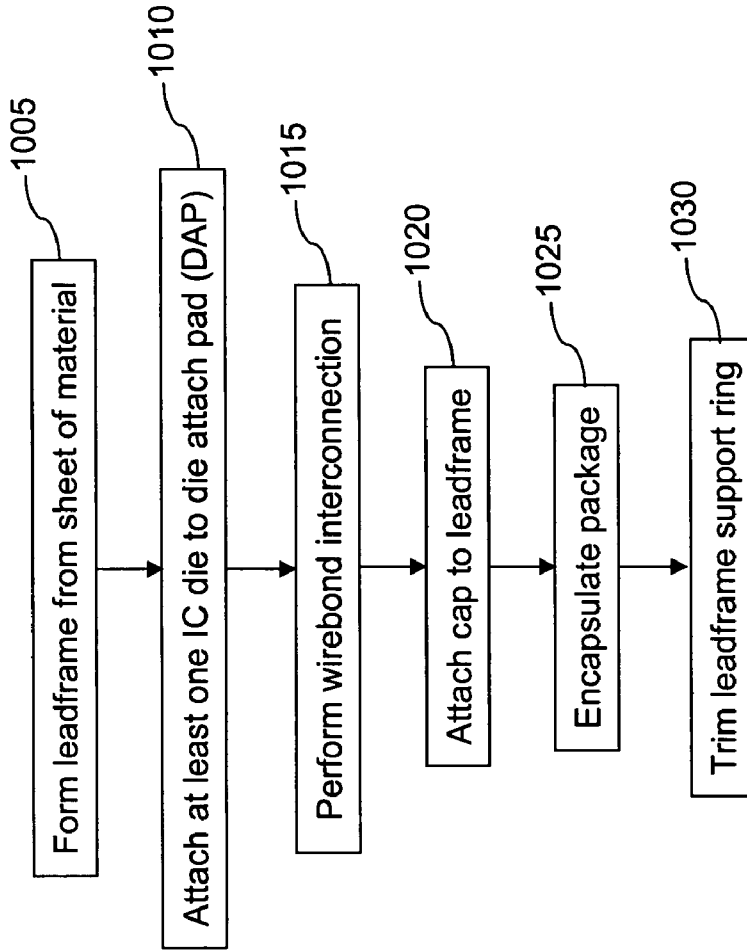 Form leadframe from sheet of material
1005
Attach at least one IC die to die attach pad (DAP)
1010
Perform wirebond interconnection
1015
Attach cap to leadframe
1020
Encapsulate package
1025
Trim leadframe support ring
1030